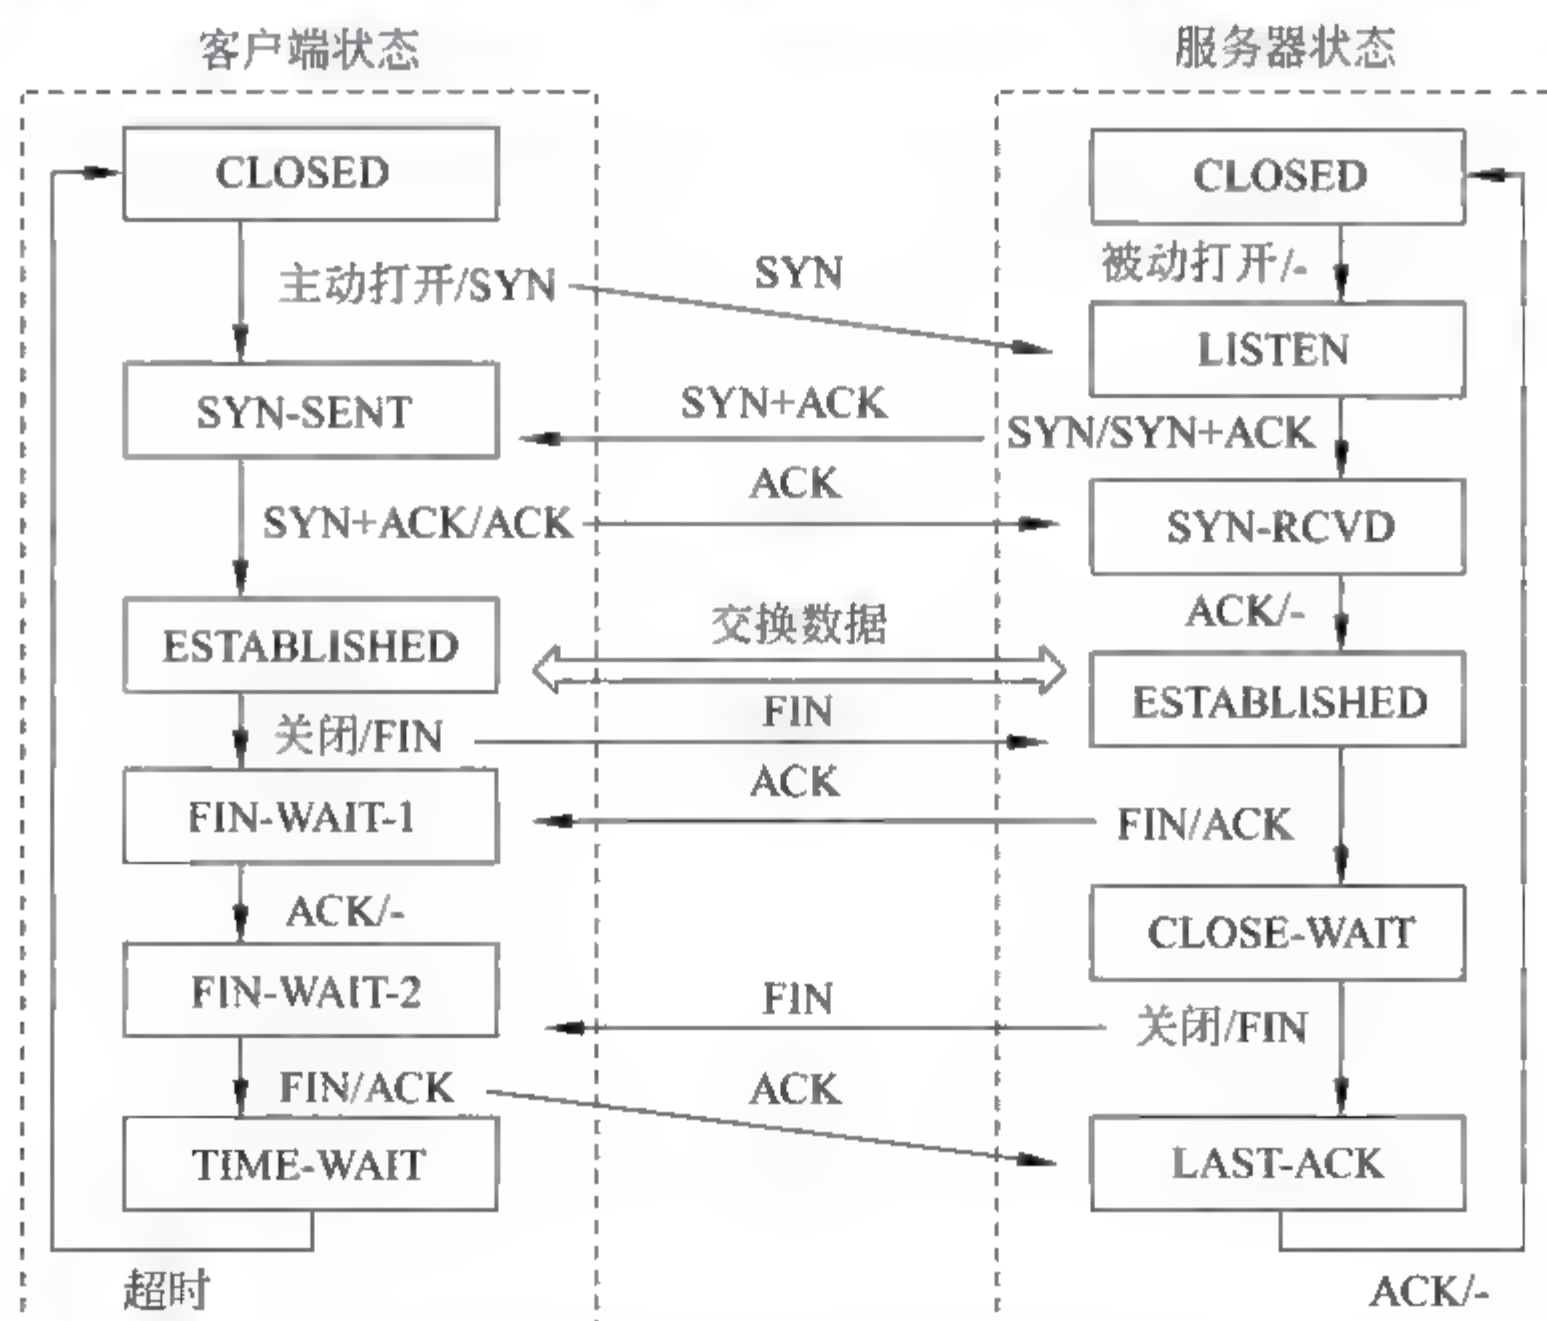 客户端状态
服务器状态
CLOSED
CLOSED
主动打开/SYN
SYN
被动打开/-
LISTEN
SYN-SENT
SYN+ACK
SYN/SYN+ACK
ACK
SYN+ACK/ACK
SYN-RCVD
ACK/-
交换数据
ESTABLISHED
ESTABLISHED
关闭/FIN
FIN
ACK
FIN-WAIT-1
FIN/ACK
ACK/-
CLOSE-WAIT
FIN-WAIT-2
FIN
关闭/FIN
FIN/ACK
ACK
TIME-WAIT
LAST-ACK
超时
ACK/-